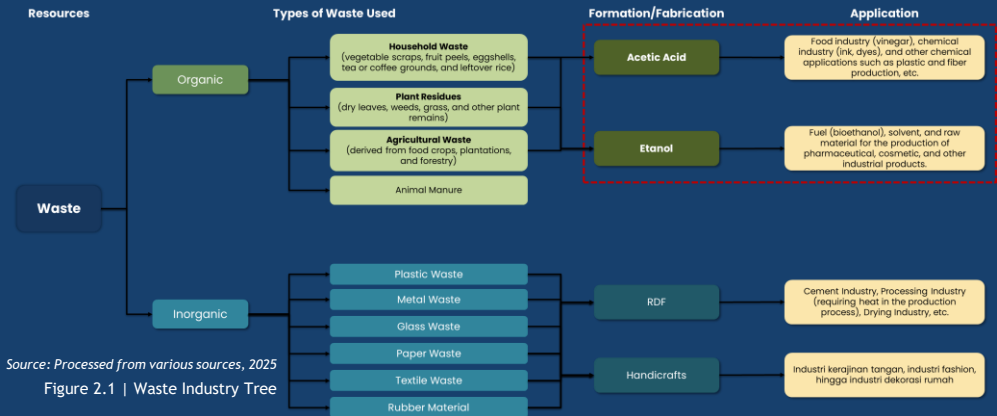 Resources
Types of Waste Used
Formation/Fabrication
Application
Household Waste
(vegetable scraps, fruit peels, eggshells,
tea or coffee grounds, and leftover rice)
Acetic Acid
Food industry (vinegar), chemical
industry (ink, dyes), and other chemical
applications such as plastic and fiber
production, etc.
Organic
Plant Residues
(dry leaves, weeds, grass, and other plant
remains)
Agricultural Waste
(derived from food crops, plantations,
and forestry)
Etanol
Fuel (bioethanol), solvent, and raw
material for the production of
pharmaceutical, cosmetic, and other
industrial products.
Animal Manure
Waste
Plastic Waste
Metal Waste
Inorganic
Glass Waste
Paper Waste
Textile Waste
Rubber Material
RDF
Cement Industry, Processing Industry
(requiring heat in the production
process), Drying Industry, etc.
Handicrafts
Industri kerajinan tangan, industri fashion,
hingga industri dekorasi rumah
Source: Processed from various sources, 2025
Figure 2.1 | Waste Industry Tree